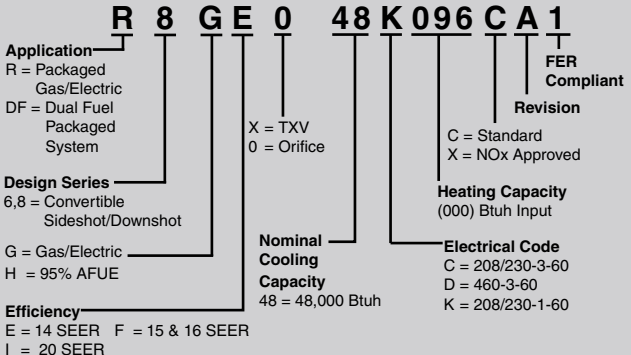 R 8 G E 0 48 K 096 C A 1
Application
R = Packaged
Gas/Electric
DF = Dual Fuel
Packaged
System
Design Series
6,8 = Convertible
Sideshot/Downshot
G = Gas/Electric
H = 95% AFUE
Efficiency
E = 14 SEER F = 15 & 16 SEER
I = 20 SEER
X = TXV
0 = Orifice
Nominal
Cooling
Capacity
48 = 48,000 Btuh
FER
Compliant
Revision
C = Standard
X = NOx Approved
Heating Capacity
(000) Btuh Input
Electrical Code
C = 208/230-3-60
D = 460-3-60
K = 208/230-1-60